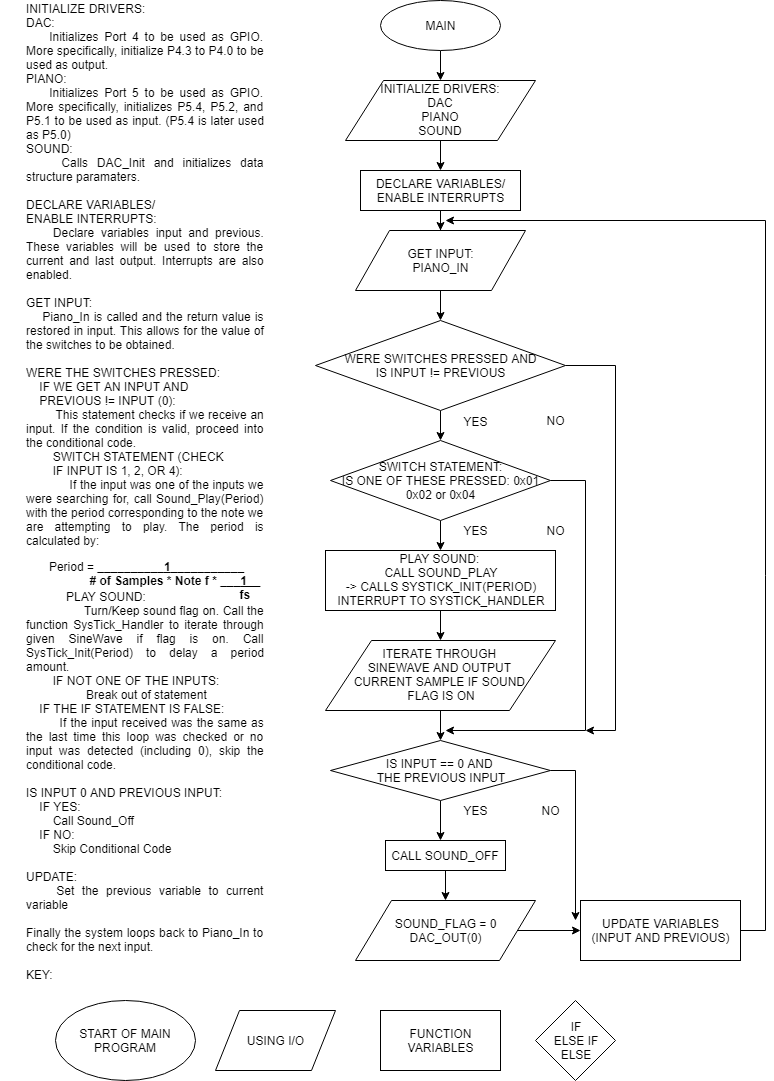 INITIALIZE DRIVERS:
DAC:
Initializes Port 4 to be used as GPIO.
More specifically, initialize P4.3 to P4.0 to be
used as output.
PIANO:
Initializes Port 5 to be used as GPIO.
More specifically, initializes P5.4, P5.2, and
P5.1 to be used as input. (P5.4 is later used
as P5.0)
SOUND:
Calls DAC_Init and initializes data
structure paramaters.
DECLARE VARIABLES/
ENABLE INTERRUPTS:
Declare variables input and previous.
These variables will be used to store the
current and last output. Interrupts are also
enabled.
GET INPUT:
Piano_In is called and the return value is
restored in input. This allows for the value of
the switches to be obtained.
WERE THE SWITCHES PRESSED:
IF WE GET AN INPUT AND
PREVIOUS != INPUT (0):
This statement checks if we receive an
input. If the condition is valid, proceed into
the conditional code.
SWITCH STATEMENT (CHECK
IF INPUT IS 1, 2, OR 4):
If the input was one of the inputs we
were searching for, call Sound_Play(Period)
with the period corresponding to the note we
are attempting to play. The period is
calculated by:
Period = ___________1___________
# of Samples * Note f * ___1__
PLAY SOUND: fs
Turn/Keep sound flag on. Call the
function SysTick_Handler to iterate through
given SineWave if flag is on. Call
SysTick_Init(Period) to delay a period
amount.
IF NOT ONE OF THE INPUTS:
Break out of statement
IF THE IF STATEMENT IS FALSE:
If the input received was the same as
the last time this loop was checked or no
input was detected (including 0), skip the
conditional code.
IS INPUT 0 AND PREVIOUS INPUT:
IF YES:
Call Sound_Off
IF NO:
Skip Conditional Code
UPDATE:
Set the previous variable to current
variable
Finally the system loops back to Piano_In to
check for the next input.
KEY:
MAIN
INITIALIZE DRIVERS:
DAC
PIANO
SOUND
DECLARE VARIABLES/
ENABLE INTERRUPTS
GET INPUT:
PIANO_IN
WERE SWITCHES PRESSED AND
IS INPUT != PREVIOUS
YES
NO
SWITCH STATEMENT:
IS ONE OF THESE PRESSED: 0x01
0x02 or 0x04
YES
NO
PLAY SOUND:
CALL SOUND_PLAY
-> CALLS SYSTICK_INIT(PERIOD)
INTERRUPT TO SYSTICK_HANDLER
ITERATE THROUGH
SINEWAVE AND OUTPUT
CURRENT SAMPLE IF SOUND
FLAG IS ON
IS INPUT == 0 AND
THE PREVIOUS INPUT
YES
NO
CALL SOUND_OFF
SOUND_FLAG = 0
DAC_OUT(0)
UPDATE VARIABLES
(INPUT AND PREVIOUS)
START OF MAIN
PROGRAM
USING I/O
FUNCTION
VARIABLES
IF
ELSE IF
ELSE